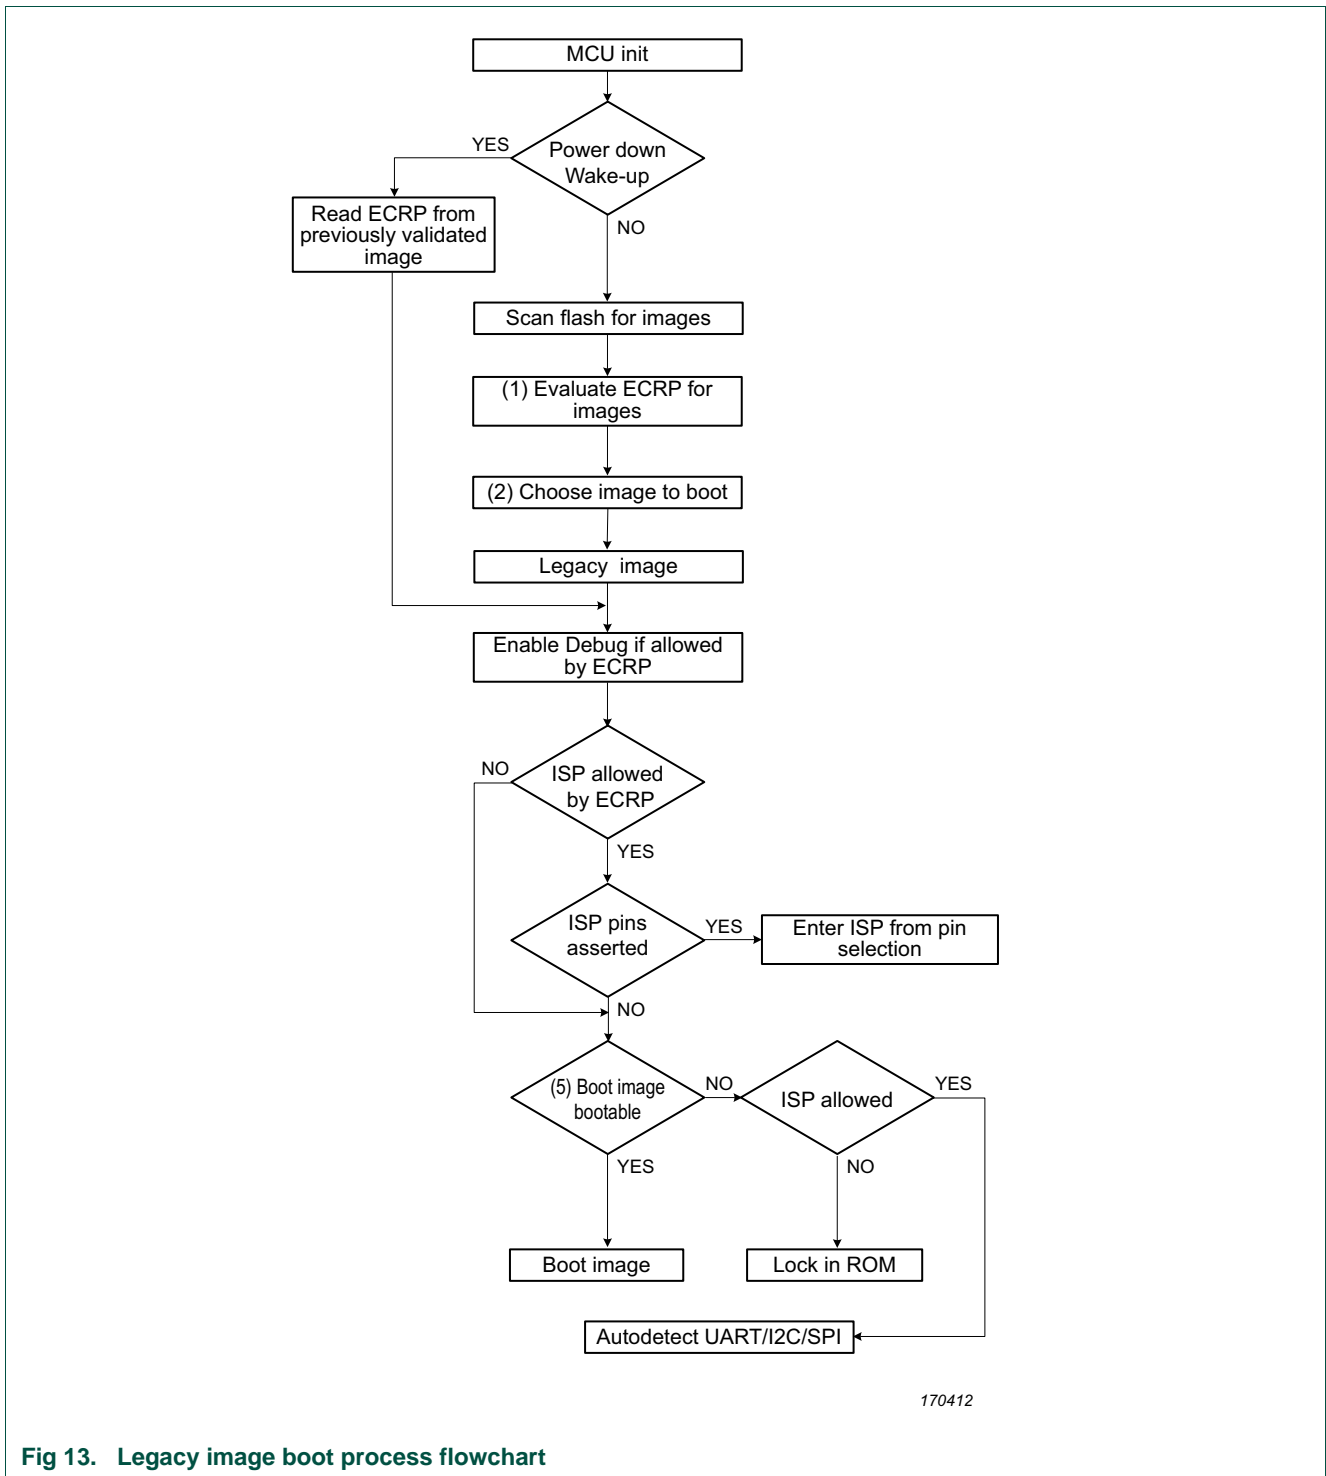 MCU init
Power down
Wake-up
YES
NO
Read ECRP from
previously validated
image
Scan flash for images
(1) Evaluate ECRP for
images
(2) Choose image to boot
Legacy image
Enable Debug if allowed
by ECRP
ISP allowed
by ECRP
NO
YES
ISP pins
asserted
YES
Enter ISP from pin
selection
NO
(5) Boot image
bootable
NO
ISP allowed
YES
YES
NO
Boot image
Lock in ROM
Autodetect UART/I2C/SPI
170412
Fig 13. Legacy image boot process flowchart